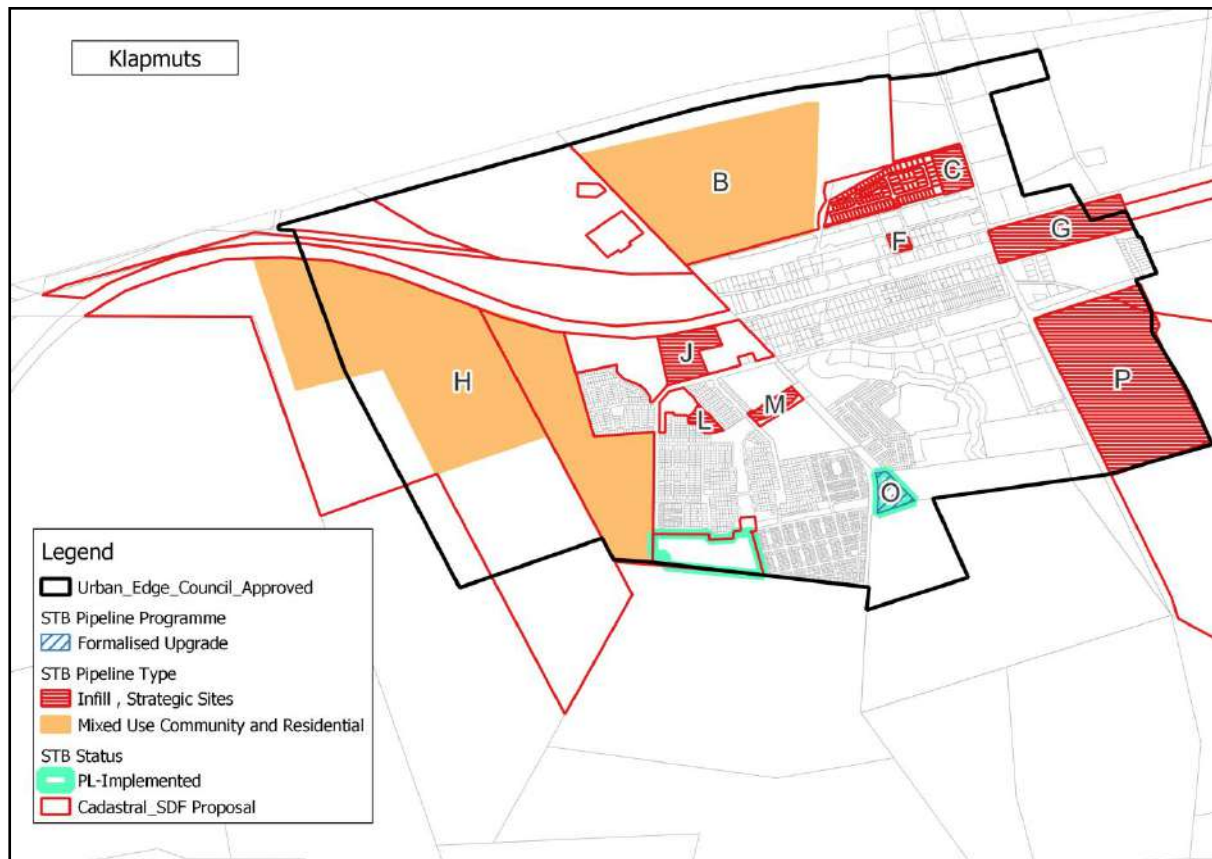 Klapmuts
B
C
F
G
H
J
P
L
M
O
Legend
Urban_Edge_Council_Approved
STB Pipeline Programme
Formalised Upgrade
STB Pipeline Type
Infill , Strategic Sites
Mixed Use Community and Residential
STB Status
PL-Implemented
Cadastral_SDF Proposal